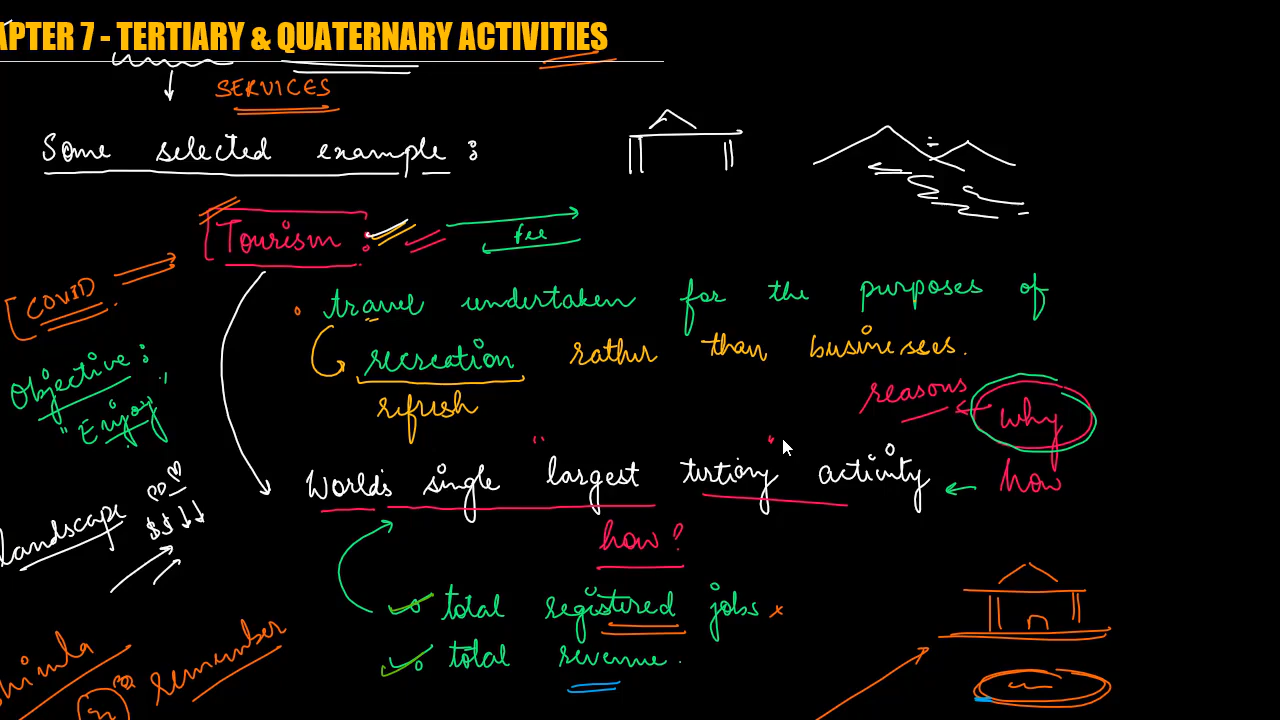 APTER 7 - TERTIARY & QUATERNARY ACTIVITIES
SERVICES
Some selected example :
Tourism :
fee
COVID
• travel undertaken for the purposes of
recreation rather than businesses.
Objective :
"Enjoy"
refresh
reasons
why
World's single "largest tertiary" activity
how
Landscape
$$
how?
• total registered jobs
• total revenue.
remember